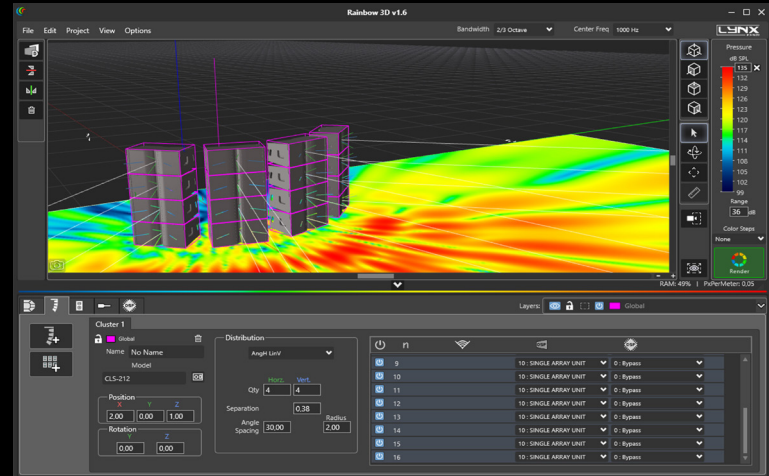 Rainbow 3D v1.6
File Edit Project View Options
Bandwidth 2/3 Octave Center Freq 1000 Hz
LYNX
Pressure
dB SPL
135
132
129
126
123
120
117
114
111
108
105
102
99
Range
36 dB
Color Steps
None
Render
RAM: 49% | PxPerMeter: 0,05
DSP
Layers: Global
Cluster 1
Global
Name No Name
Model
CLS-212
Position
X Y Z
2.00 0.00 1.00
Rotation
Y Z
0,00 0,00
Distribution
AngH LinV
Horz. Vert.
Qty 4 4
Separation 0,38
Radius
Angle Spacing 30,00 2,00
n DSP
9 10 : SINGLE ARRAY UNIT 0 : Bypass
10 10 : SINGLE ARRAY UNIT 0 : Bypass
11 10 : SINGLE ARRAY UNIT 0 : Bypass
12 10 : SINGLE ARRAY UNIT 0 : Bypass
13 10 : SINGLE ARRAY UNIT 0 : Bypass
14 10 : SINGLE ARRAY UNIT 0 : Bypass
15 10 : SINGLE ARRAY UNIT 0 : Bypass
16 10 : SINGLE ARRAY UNIT 0 : Bypass